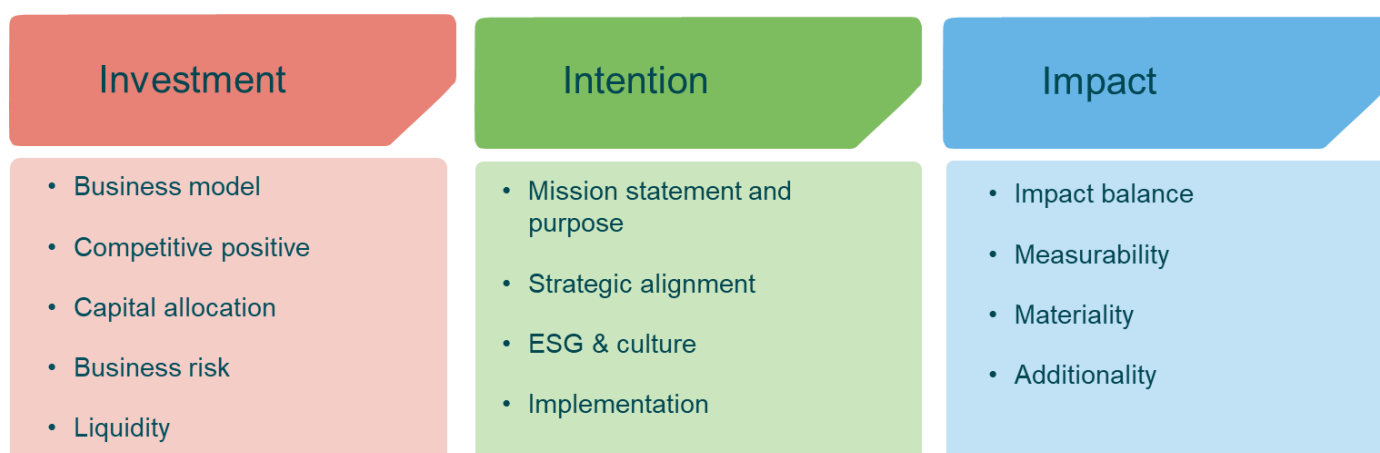 Investment
• Business model
• Competitive positive
• Capital allocation
• Business risk
• Liquidity
Intention
• Mission statement and
purpose
• Strategic alignment
• ESG & culture
• Implementation
Impact
• Impact balance
• Measurability
• Materiality
• Additionality